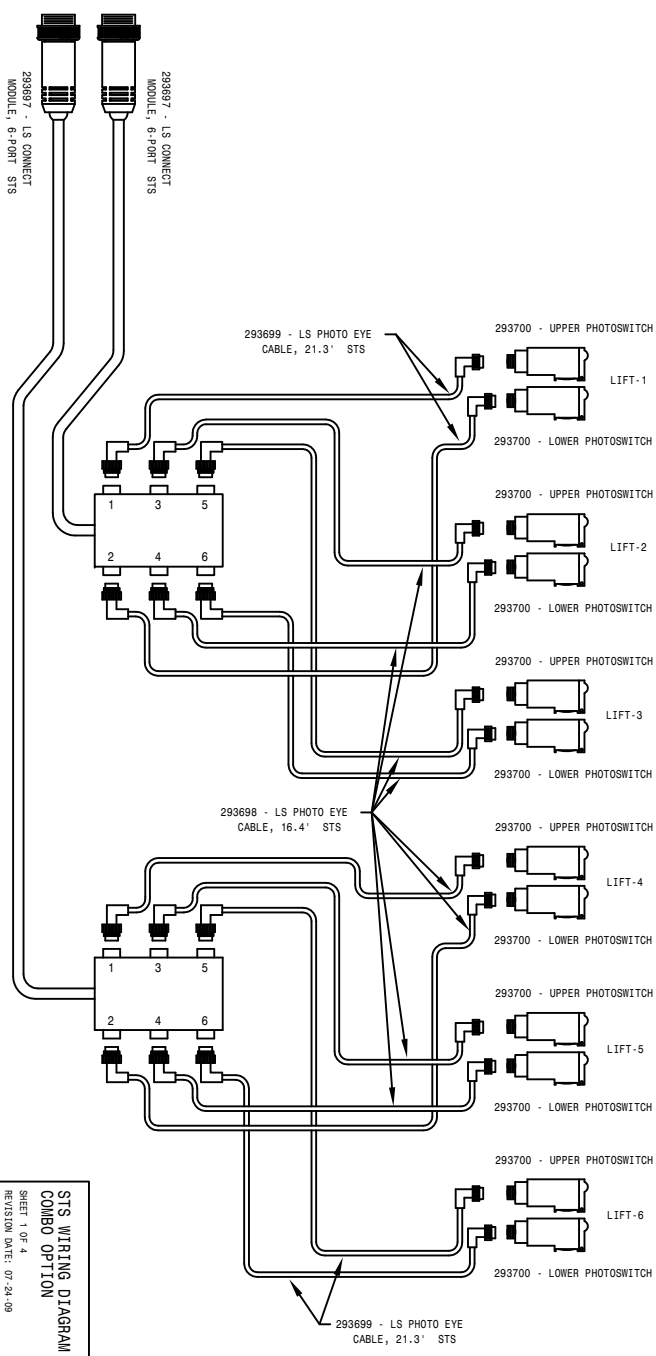 293697 - LS CONNECT
MODULE, 6-PORT STS
293697 - LS CONNECT
MODULE, 6-PORT STS
293699 - LS PHOTO EYE
CABLE, 21.3' STS
293700 - UPPER PHOTOSWITCH
LIFT-1
293700 - LOWER PHOTOSWITCH
1 3 5
2 4 6
293700 - UPPER PHOTOSWITCH
LIFT-2
293700 - LOWER PHOTOSWITCH
293700 - UPPER PHOTOSWITCH
LIFT-3
293700 - LOWER PHOTOSWITCH
293698 - LS PHOTO EYE
CABLE, 16.4' STS
293700 - UPPER PHOTOSWITCH
LIFT-4
293700 - LOWER PHOTOSWITCH
1 3 5
2 4 6
293700 - UPPER PHOTOSWITCH
LIFT-5
293700 - LOWER PHOTOSWITCH
293700 - UPPER PHOTOSWITCH
LIFT-6
293700 - LOWER PHOTOSWITCH
293699 - LS PHOTO EYE
CABLE, 21.3' STS
STS WIRING DIAGRAM
COMBO OPTION
SHEET 1 OF 4
REVISION DATE: 07-24-09